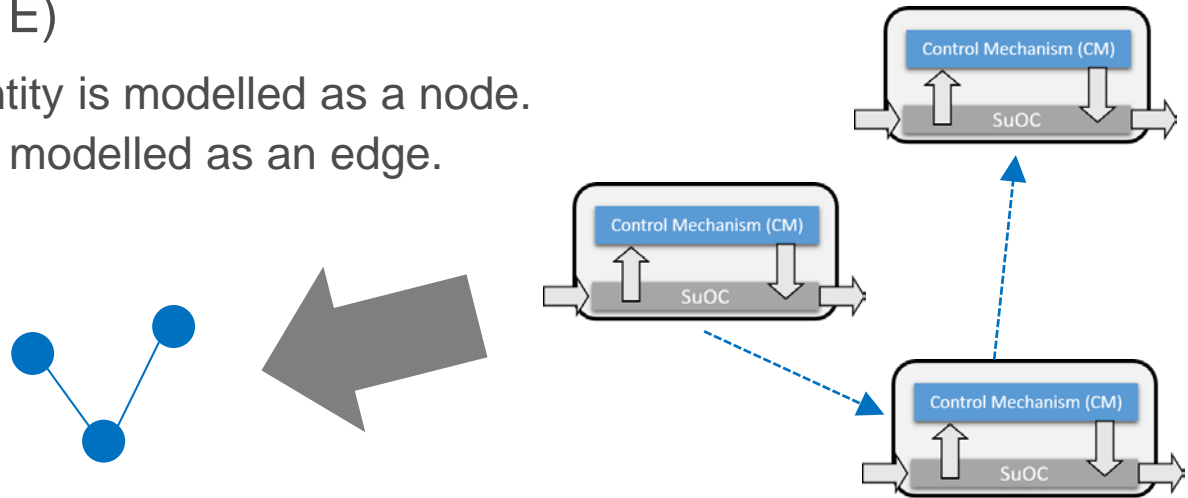 E)
ntity is modelled as a node.
modelled as an edge.
Control Mechanism (CM)
SuOC
Control Mechanism (CM)
SuOC
Control Mechanism (CM)
SuOC